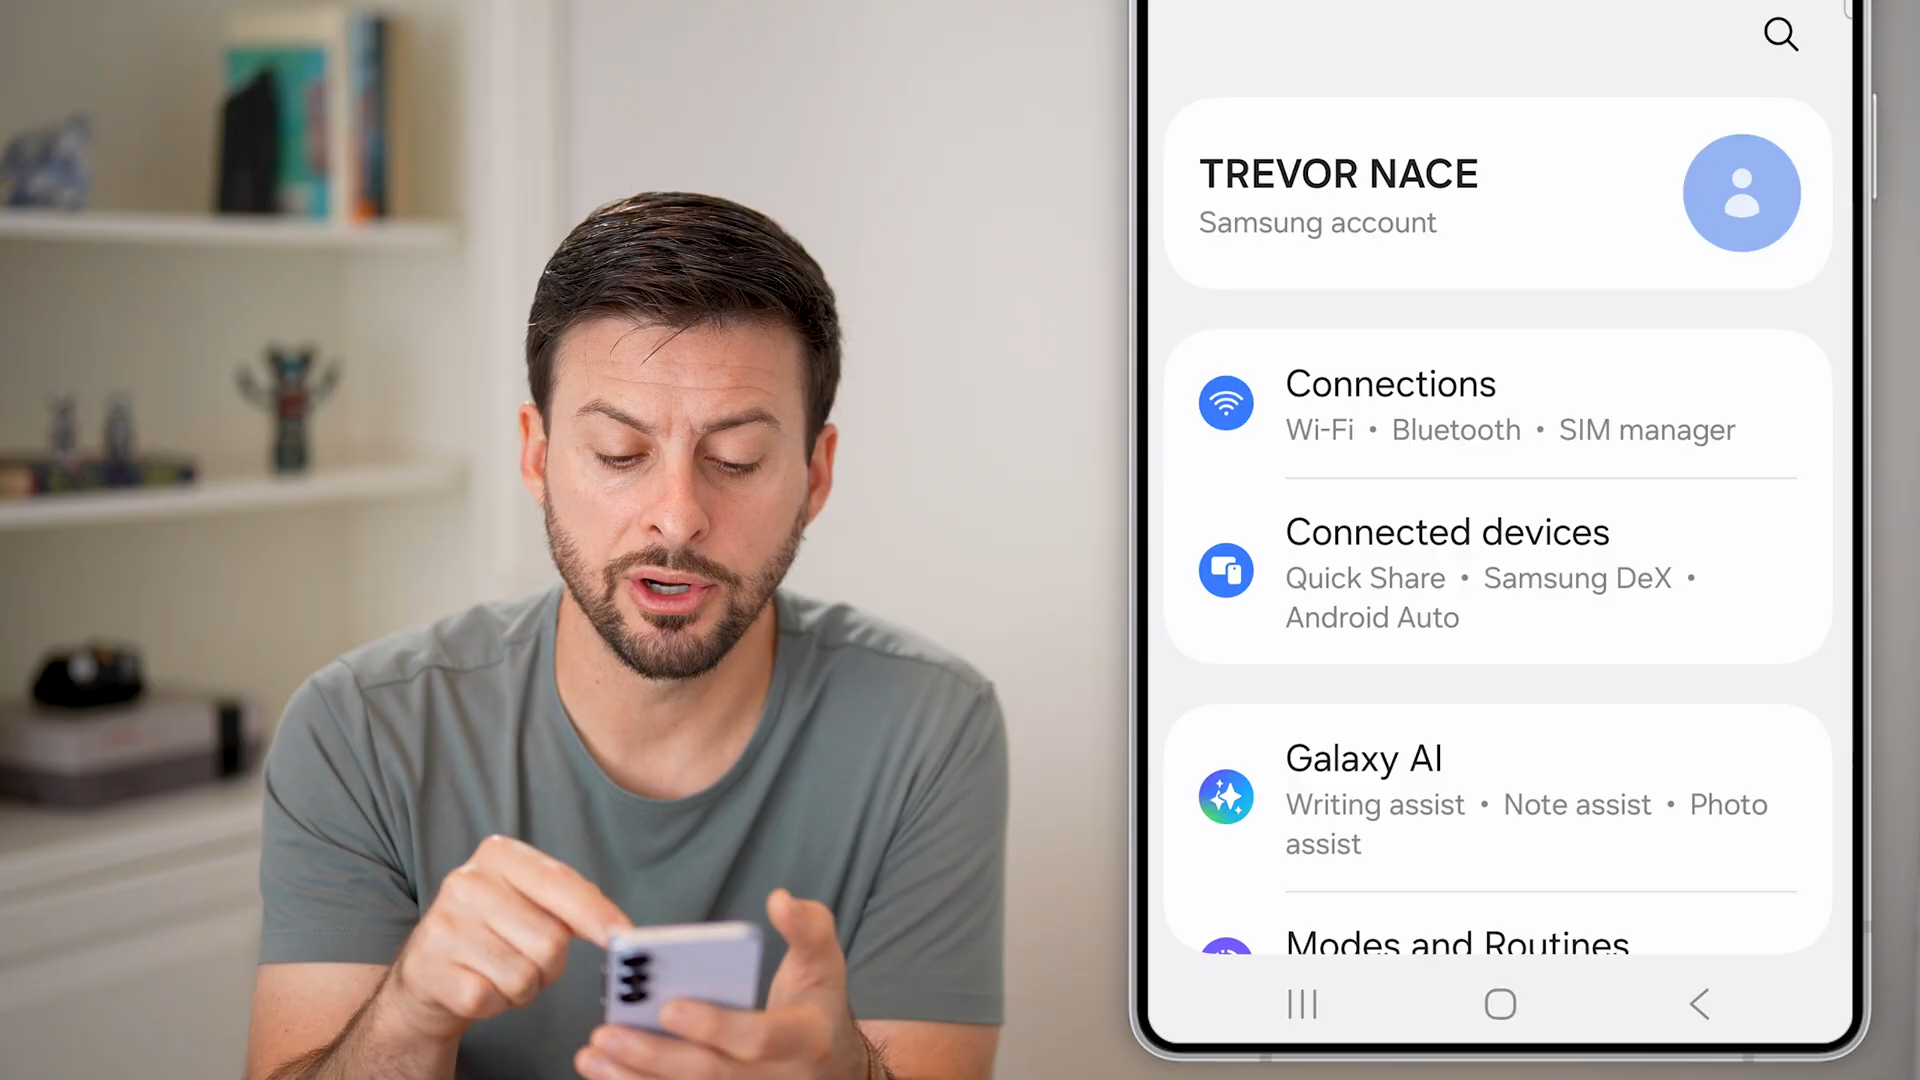 TREVOR NACE
Samsung account
Connections
Wi-Fi • Bluetooth • SIM manager
Connected devices
Quick Share • Samsung DeX •
Android Auto
Galaxy AI
Writing assist • Note assist • Photo
assist
Modes and Routines